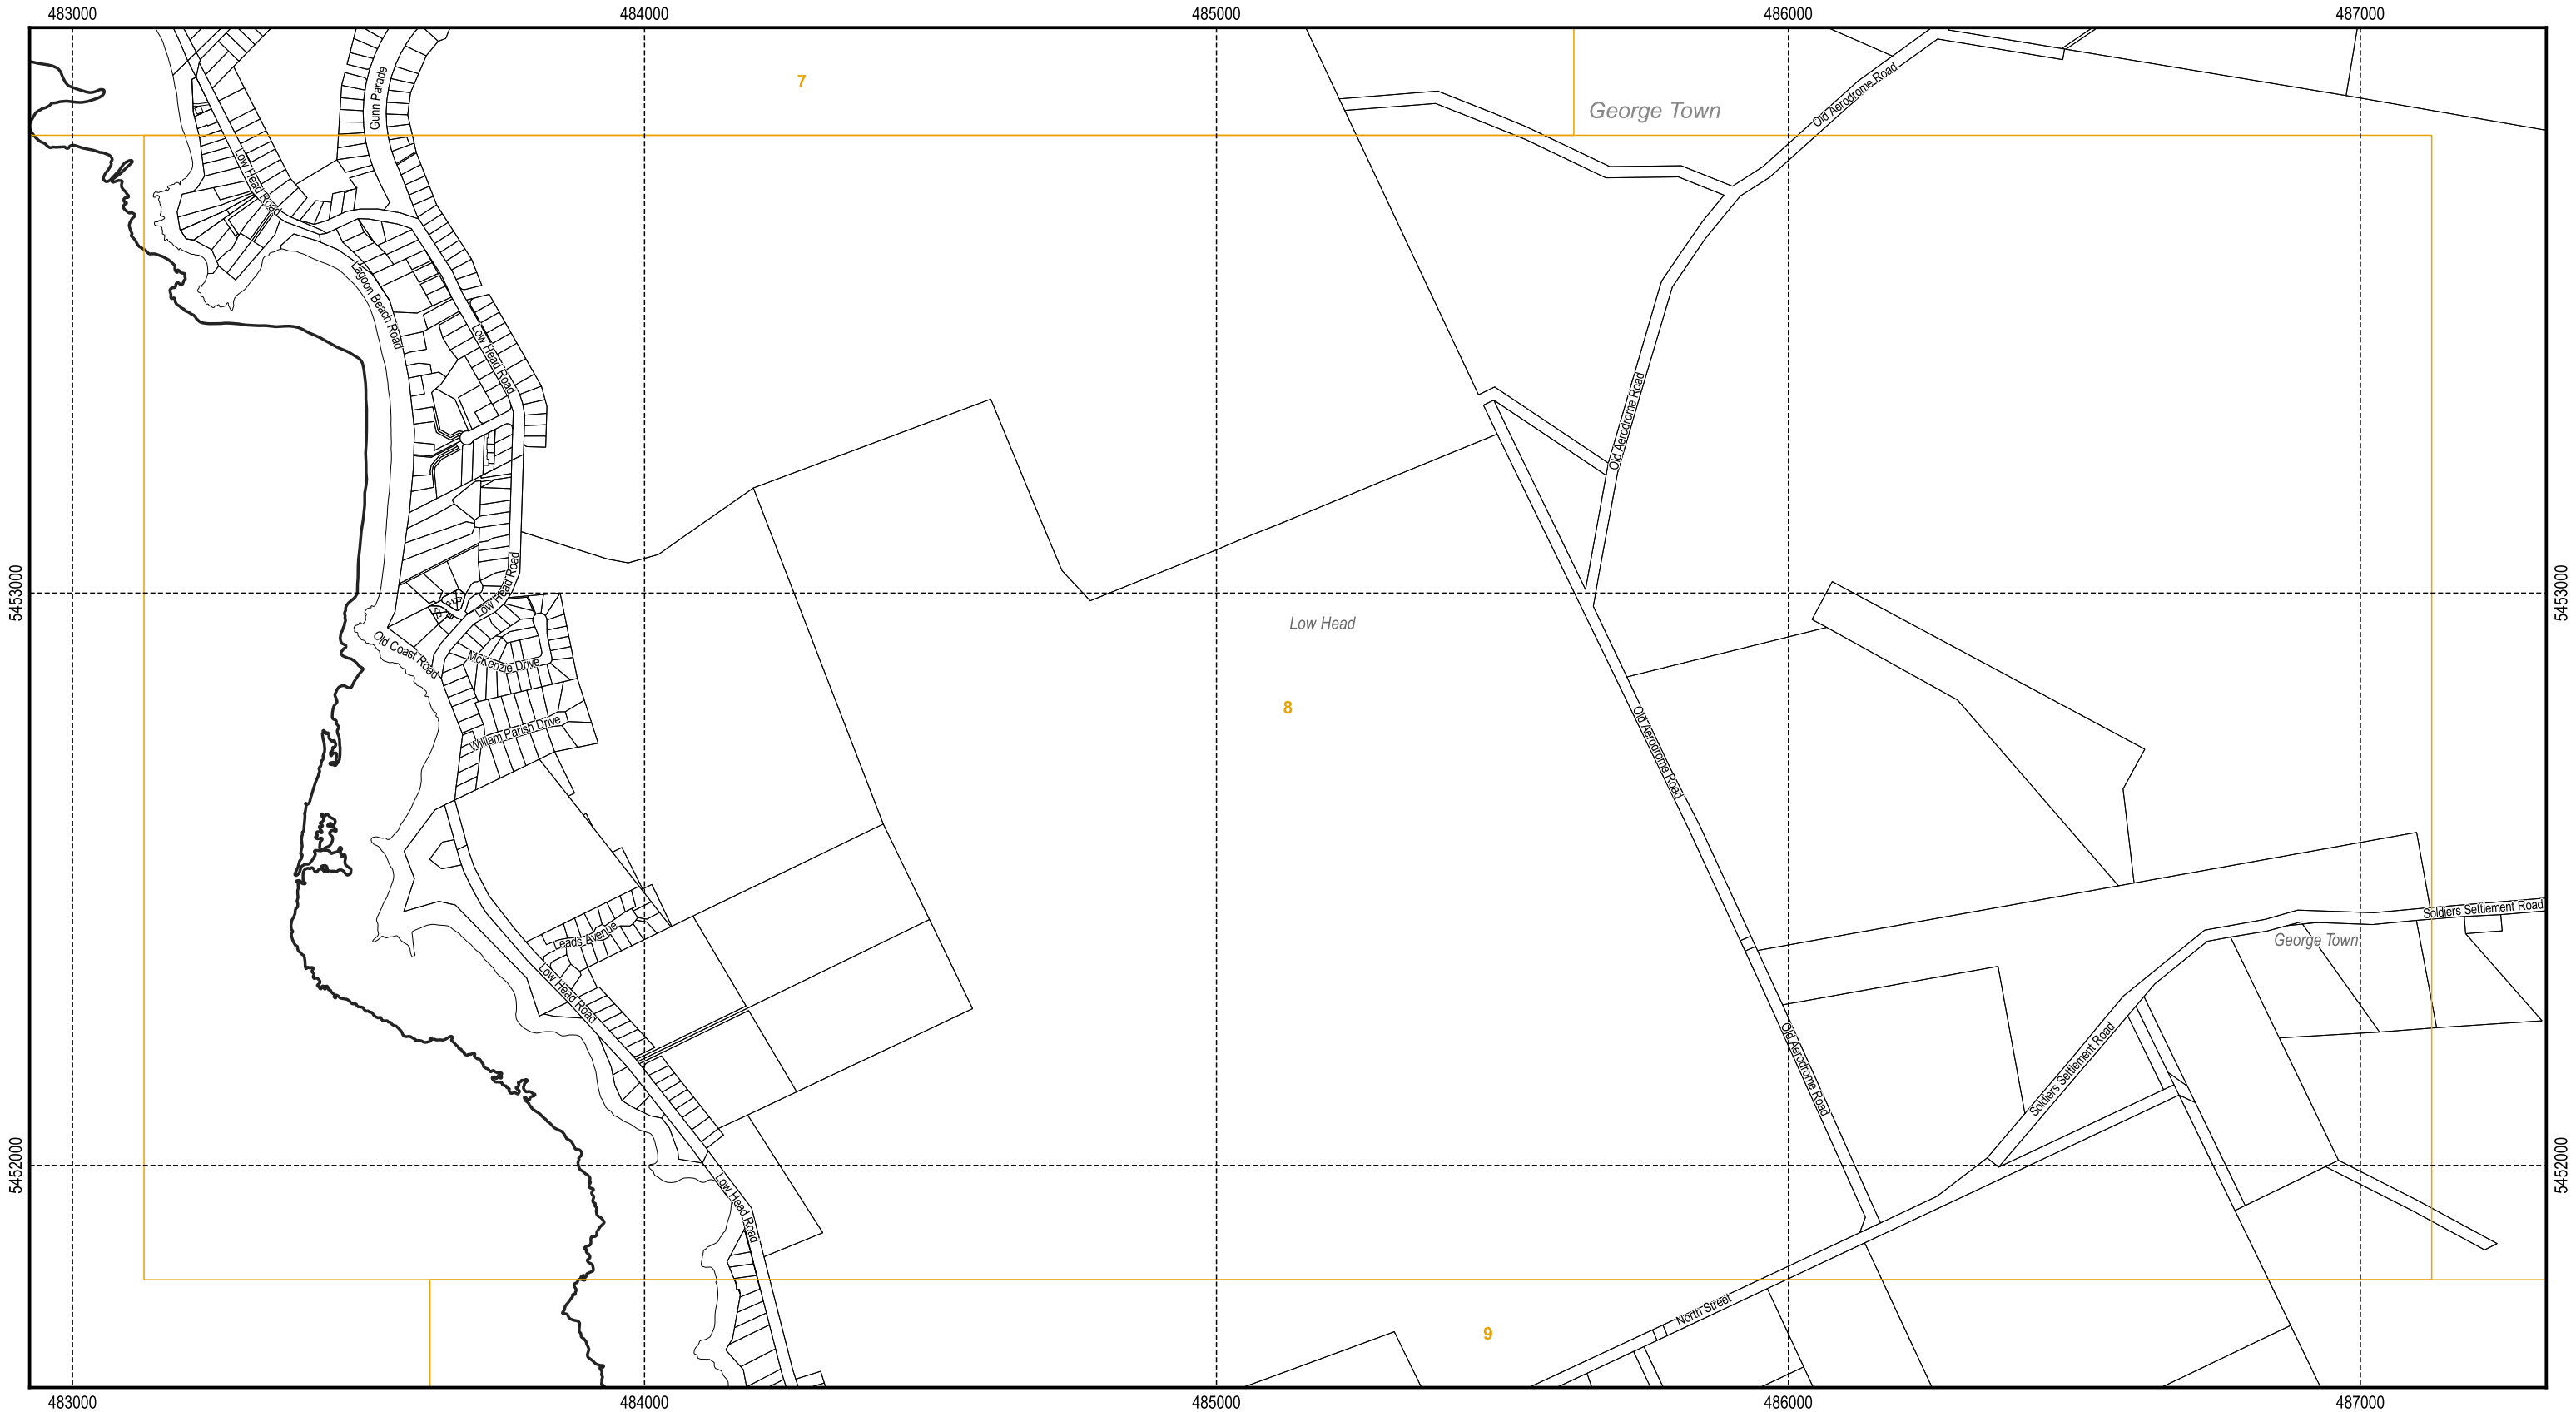 483000
484000
485000
486000
487000
Gunn Parade
7
George Town
Old Aerodrome Road
Low Head Road
Lagoon Beach Road
Low Head Road
Old Aerodrome Road
5453000
5453000
Low Head Road
Low Head
Old Coast Road
McKenzie Drive
8
William Parish Drive
Old Aerodrome Road
Soldiers Settlement Road
Leads Avenue
George Town
Low Head Road
Old Aerodrome Road
Soldiers Settlement Road
5452000
5452000
Low Head Road
North Street
9
483000
484000
485000
486000
487000